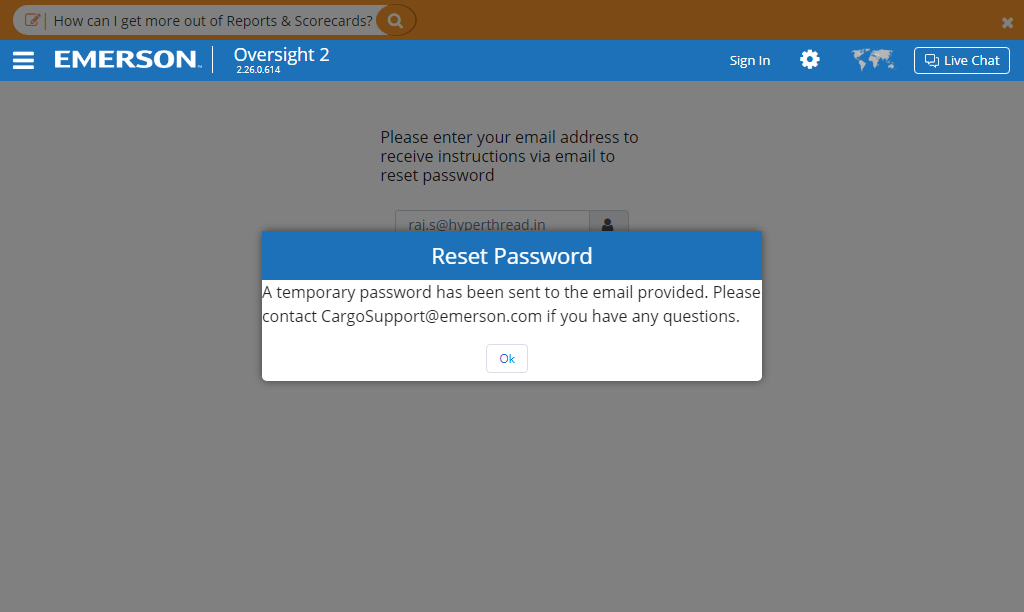 How can I get more out of Reports & Scorecards?
EMERSON™
Oversight 2
2.26.0.614
Sign In
Live Chat
Please enter your email address to
receive instructions via email to
reset password
raj.s@hyperthread.in
Reset Password
A temporary password has been sent to the email provided. Please
contact CargoSupport@emerson.com if you have any questions.
Ok